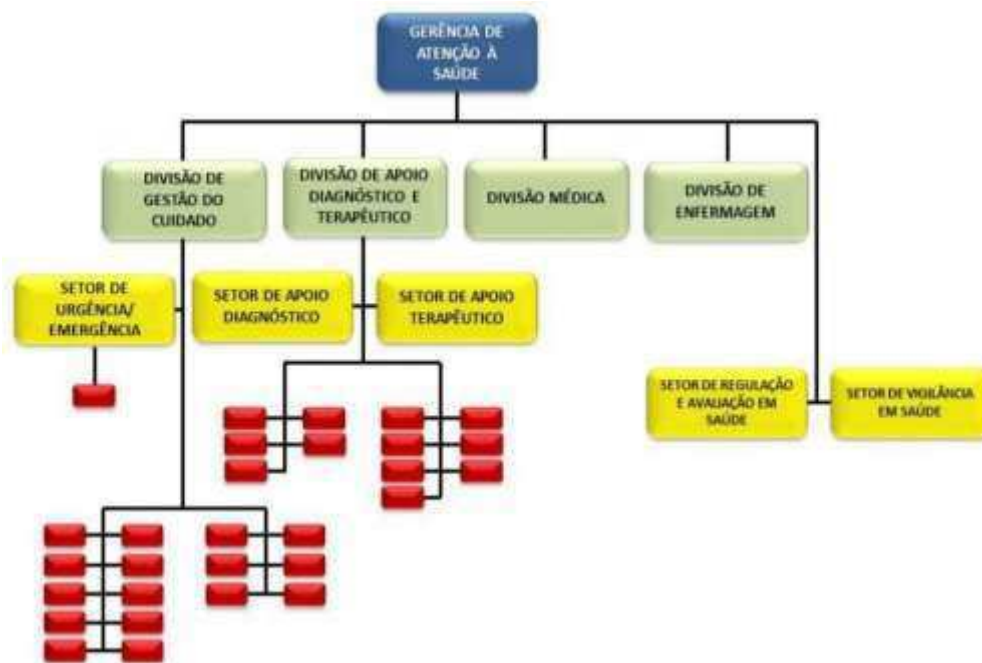 GERÊNCIA DE
ATENÇÃO À
SAÚDE
DIVISÃO DE
GESTÃO DO
CUIDADO
DIVISÃO DE APOIO
DIAGNÓSTICO E
TERAPÊUTICO
DIVISÃO MÉDICA
DIVISÃO DE
ENFERMAGEM
SETOR DE
URGÊNCIA/
EMERGÊNCIA
SETOR DE APOIO
DIAGNÓSTICO
SETOR DE APOIO
TERAPÊUTICO
SETOR DE REGULAÇÃO
E AVALIAÇÃO EM
SAÚDE
SETOR DE VIGILÂNCIA
EM SAÚDE